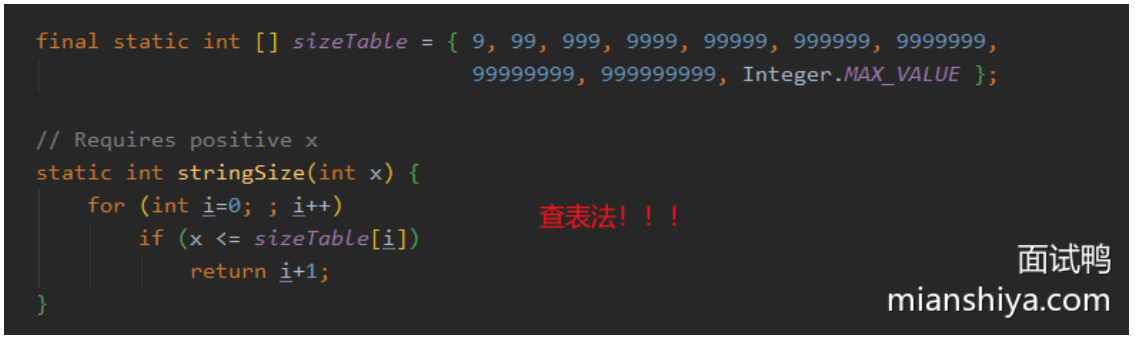 final static int [] sizeTable = { 9, 99, 999, 9999, 99999, 999999, 9999999,
99999999, 999999999, Integer.MAX_VALUE };
// Requires positive x
static int stringSize(int x) {
for (int i=0; ; i++)
if (x <= sizeTable[i])
return i+1;
}
查表法！！！
面试鸭
mianshiya.com